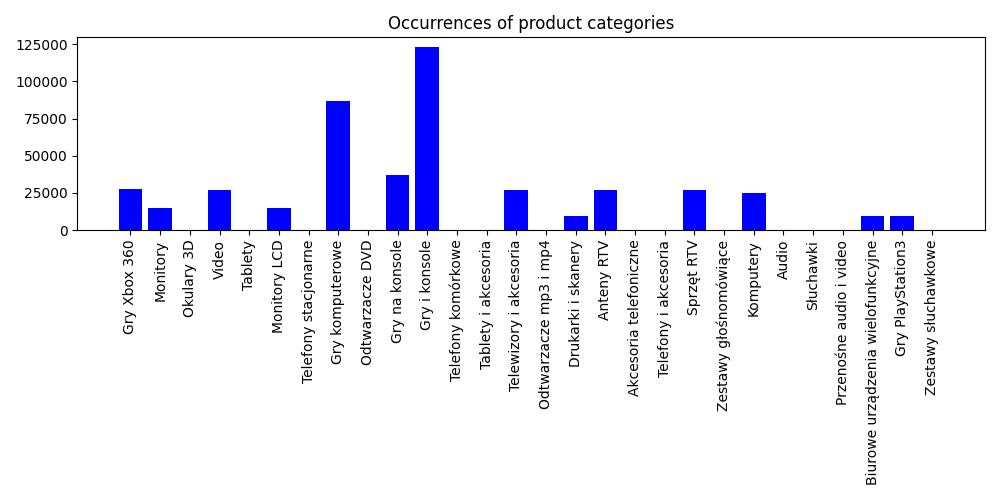 Occurrences of product categories
125000
100000
75000
50000
25000
0
Gry Xbox 360
Monitory
Okulary 3D
Video
Tablety
Monitory LCD
Telefony stacjonarne
Gry komputerowe
Odtwarzacze DVD
Gry na konsole
Gry i konsole
Telefony komórkowe
Tablety i akcesoria
Telewizory i akcesoria
Odtwarzacze mp3 i mp4
Drukarki i skanery
Anteny RTV
Akcesoria telefoniczne
Telefony i akcesoria
Sprzęt RTV
Zestawy głośnomówiące
Komputery
Audio
Słuchawki
Przenośne audio i video
Biurowe urządzenia wielofunkcyjne
Gry PlayStation3
Zestawy słuchawkowe